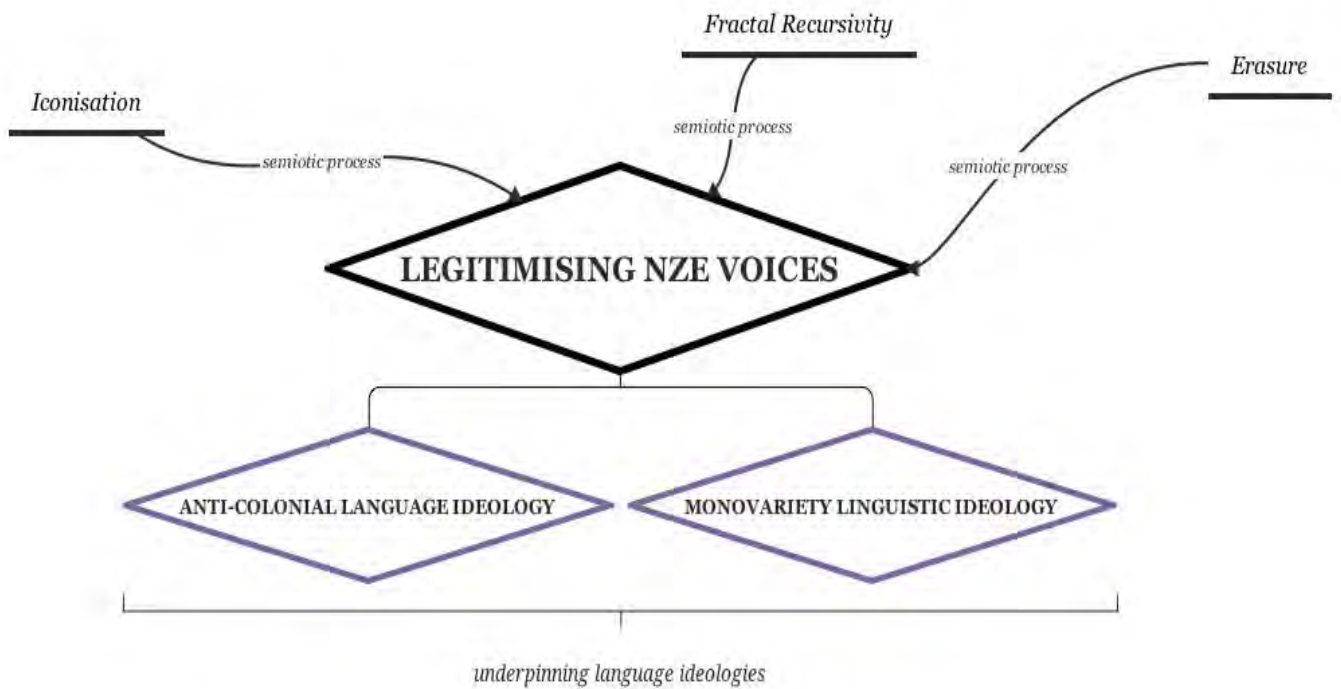 Fractal Recursivity
Erasure
Iconisation
semiotic process
semiotic process
semiotic process
LEGITIMISING NZE VOICES
ANTI-COLONIAL LANGUAGE IDEOLOGY
MONOVARIETY LINGUISTIC IDEOLOGY
underpinning language ideologies